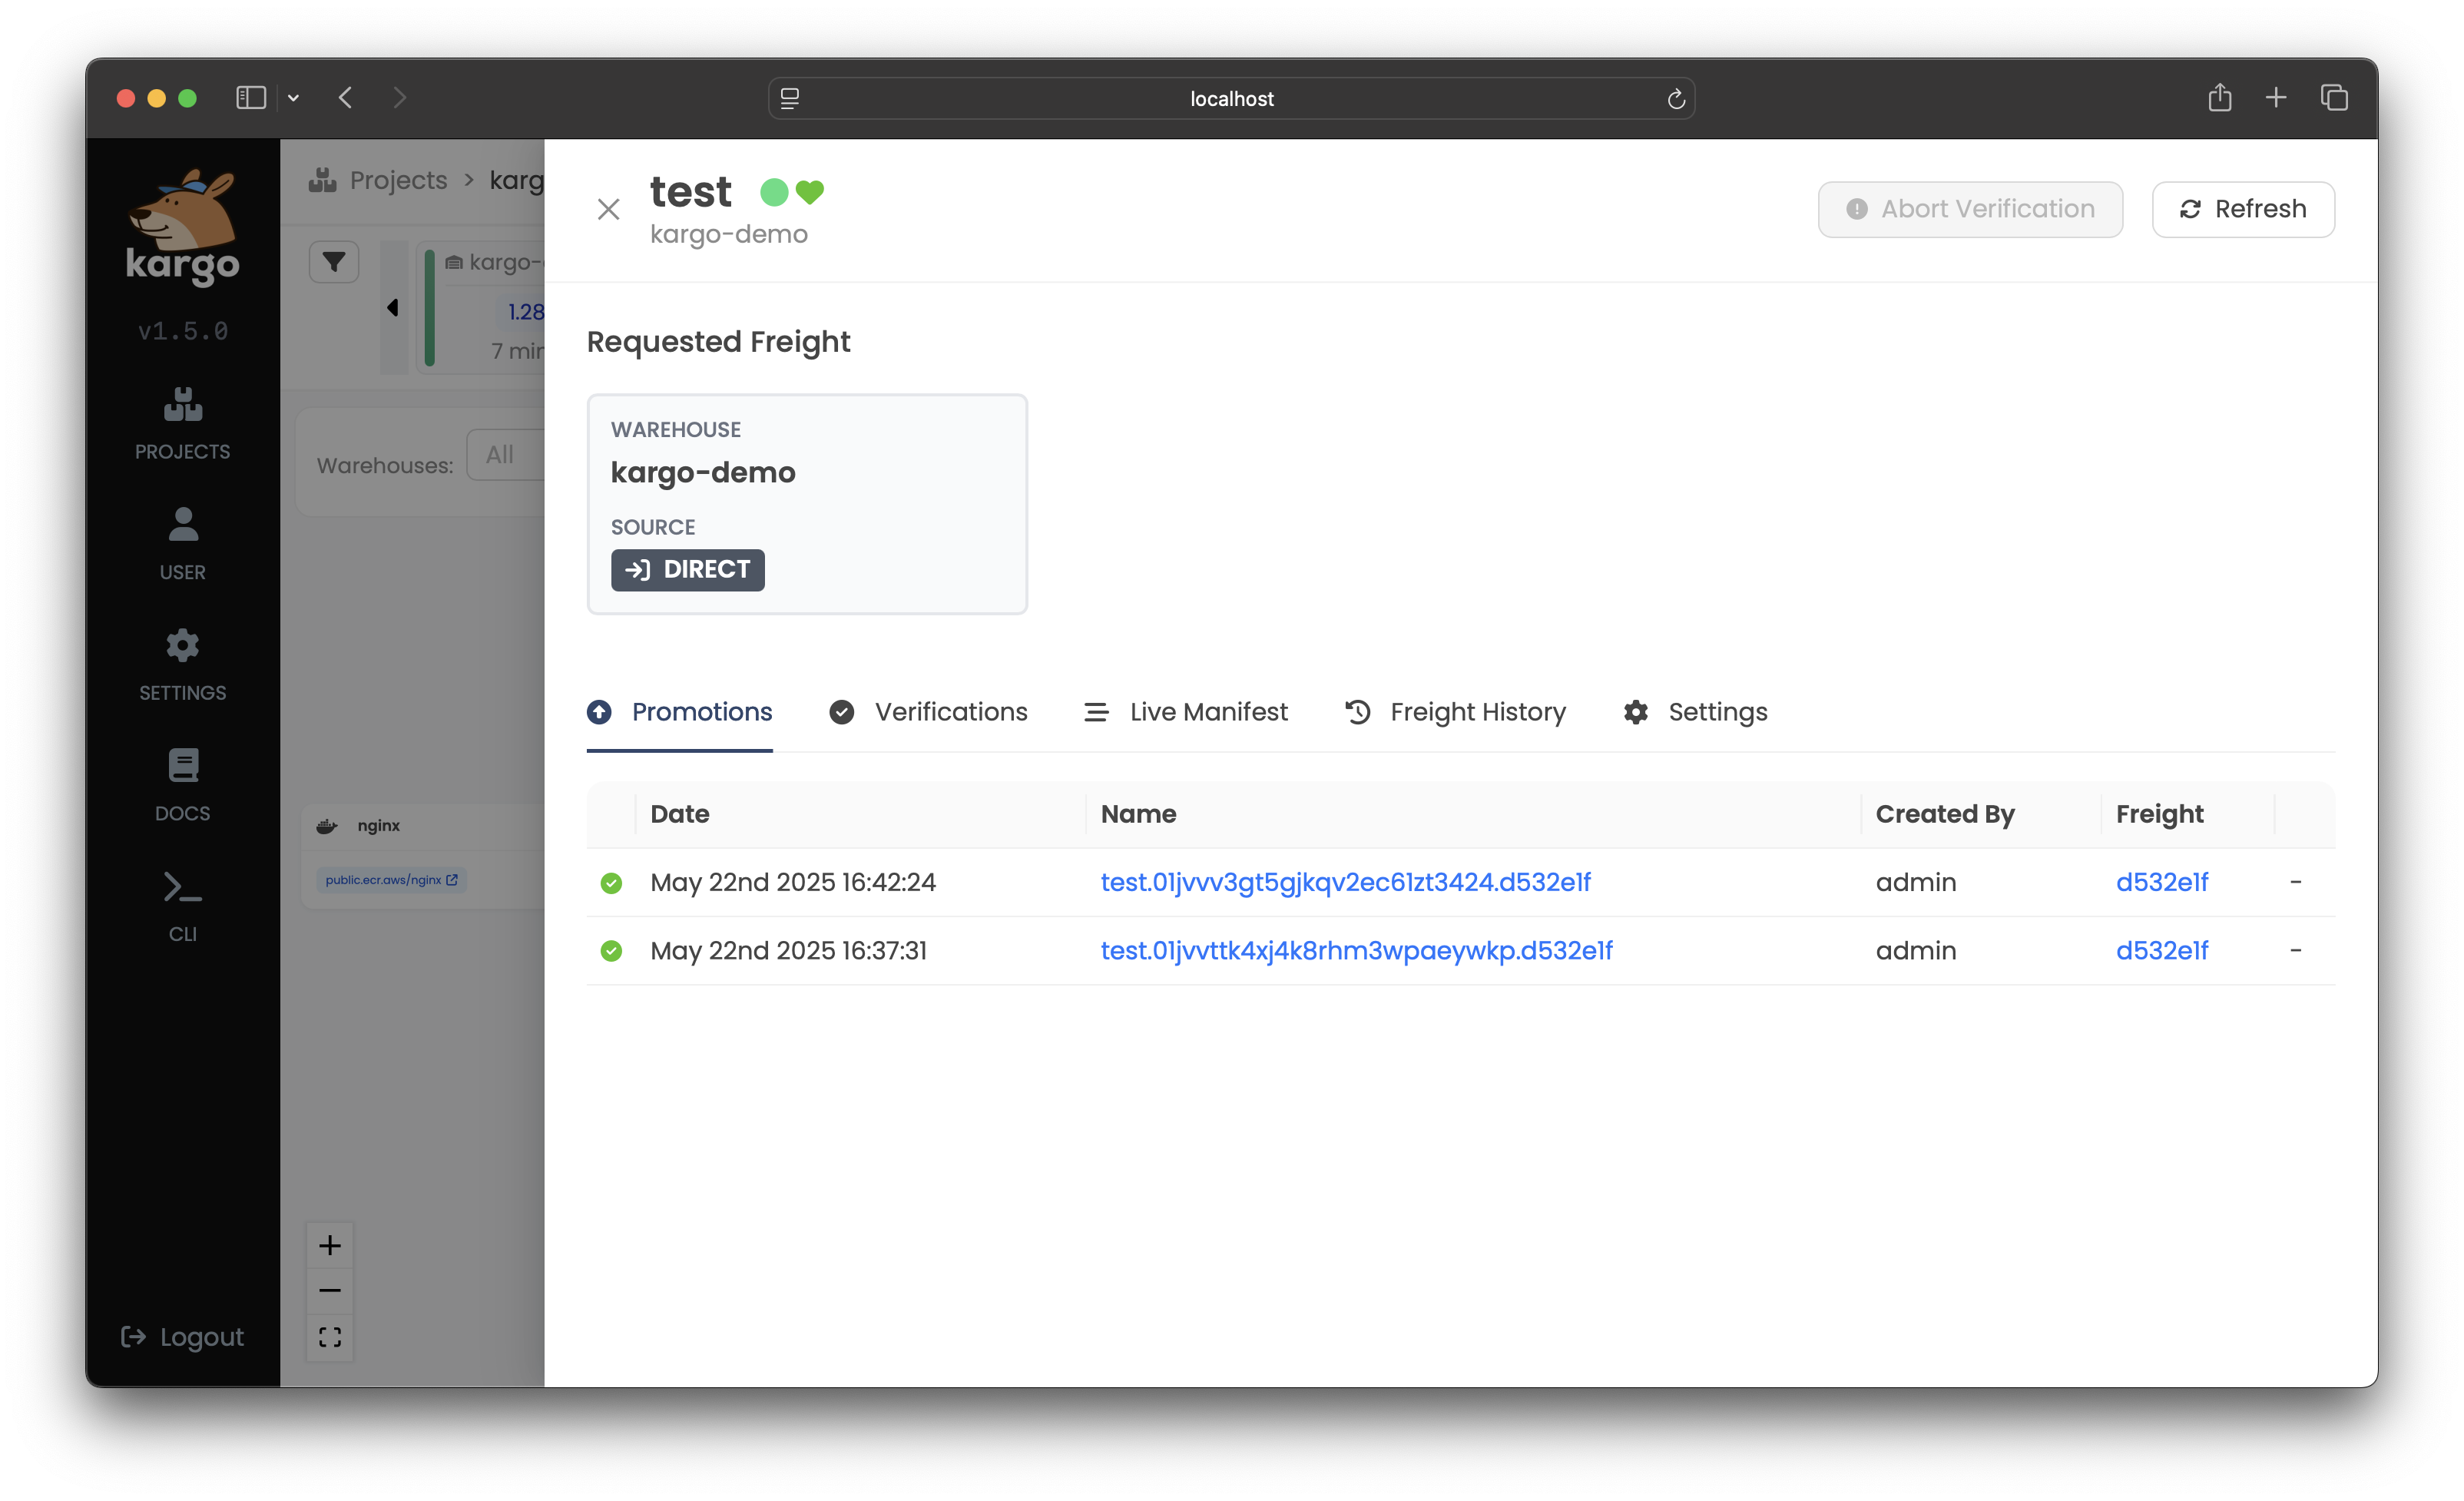 localhost
kargo
v1.5.0
PROJECTS
USER
SETTINGS
DOCS
CLI
Logout
Projects > karg
kargo-
1.28
7 min
Warehouses: All
nginx
public.ecr.aws/nginx
test
kargo-demo
Abort Verification
Refresh
Requested Freight
WAREHOUSE
kargo-demo
SOURCE
DIRECT
Promotions Verifications Live Manifest Freight History Settings
Date Name Created By Freight
May 22nd 2025 16:42:24 test.01jvvv3gt5gjkqv2ec61zt3424.d532e1f admin d532e1f -
May 22nd 2025 16:37:31 test.01jvvttk4xj4k8rhm3wpaeywkp.d532e1f admin d532e1f -